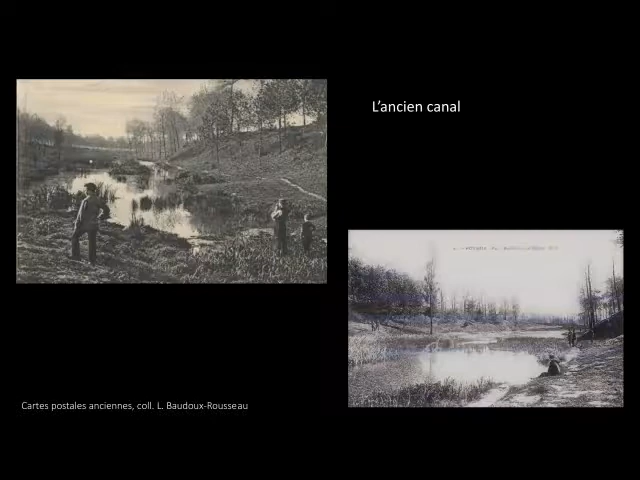 L'ancien canal
Cartes postales anciennes, coll. L. Baudoux-Rousseau